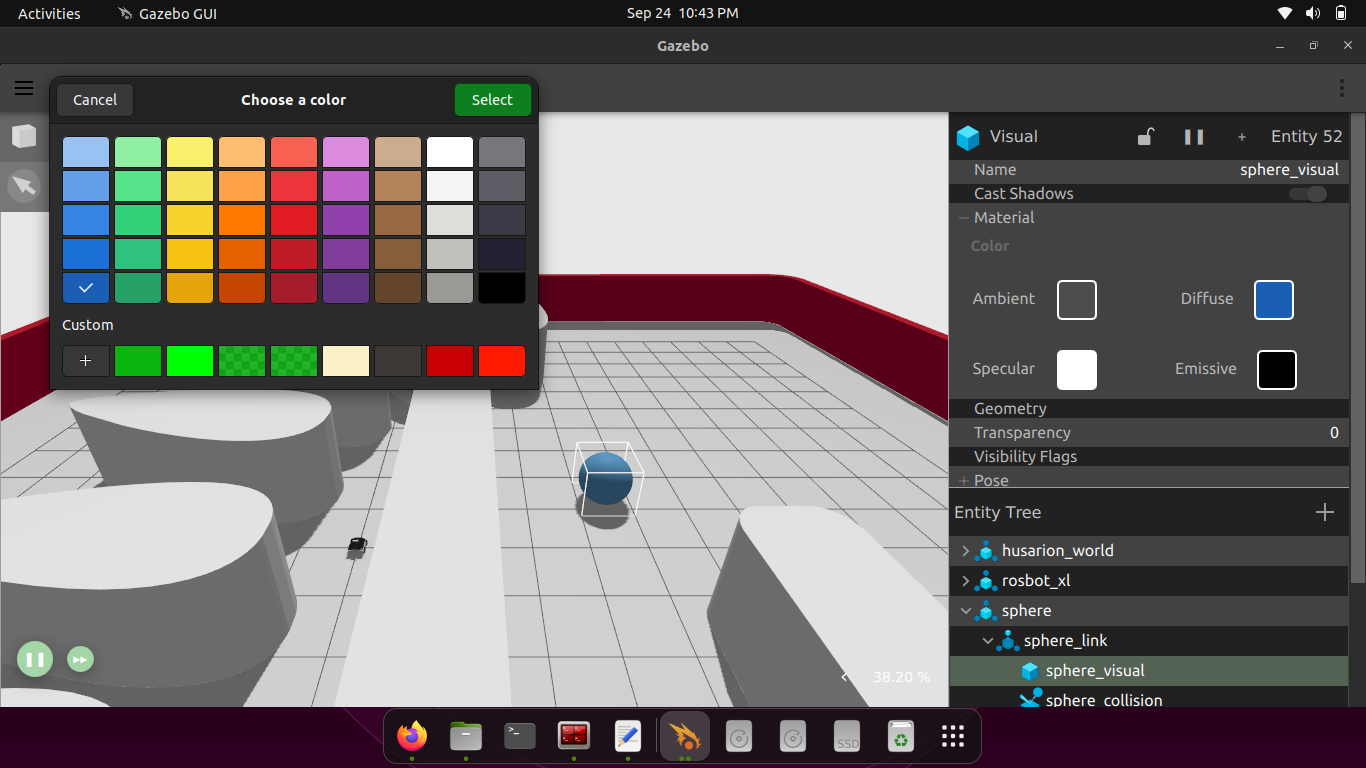 Activities
Gazebo GUI
Sep 24 10:43 PM
Gazebo
Cancel
Choose a color
Select
Custom
+
Visual
+
Entity 52
Name
sphere_visual
Cast Shadows
Material
Color
Ambient
Diffuse
Specular
Emissive
Geometry
Transparency
0
Visibility Flags
Pose
Entity Tree
husarion_world
rosbot_xl
sphere
sphere_link
sphere_visual
sphere_collision
38.20 %
SSD